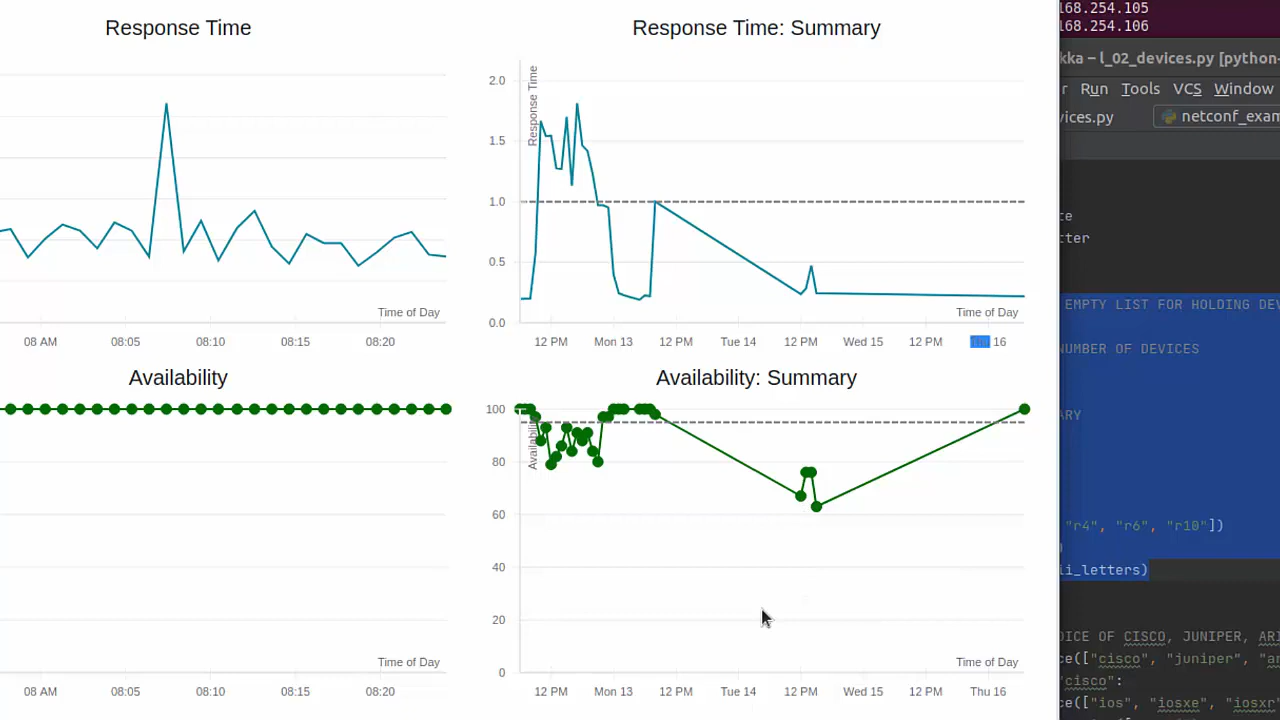 Response Time
Time of Day
08 AM 08:05 08:10 08:15 08:20
Response Time: Summary
Response Time
2.0
1.5
1.0
0.5
0.0
Time of Day
12 PM Mon 13 12 PM Tue 14 12 PM Wed 15 12 PM Thu 16
Availability
Time of Day
08 AM 08:05 08:10 08:15 08:20
Availability: Summary
Availability
100
80
60
40
20
0
Time of Day
12 PM Mon 13 12 PM Tue 14 12 PM Wed 15 12 PM Thu 16
168.254.105
168.254.106
kka – l_02_devices.py [python-
r Run Tools VCS Window
vices.py netconf_exam
te
tter
EMPTY LIST FOR HOLDING DEV
NUMBER OF DEVICES
ARY
"r4", "r6", "r10"])
ii_letters)
OICE OF CISCO, JUNIPER, ARI
ce(["cisco", "juniper", "ar
"cisco":
ce(["ios", "iosxe", "iosxr"